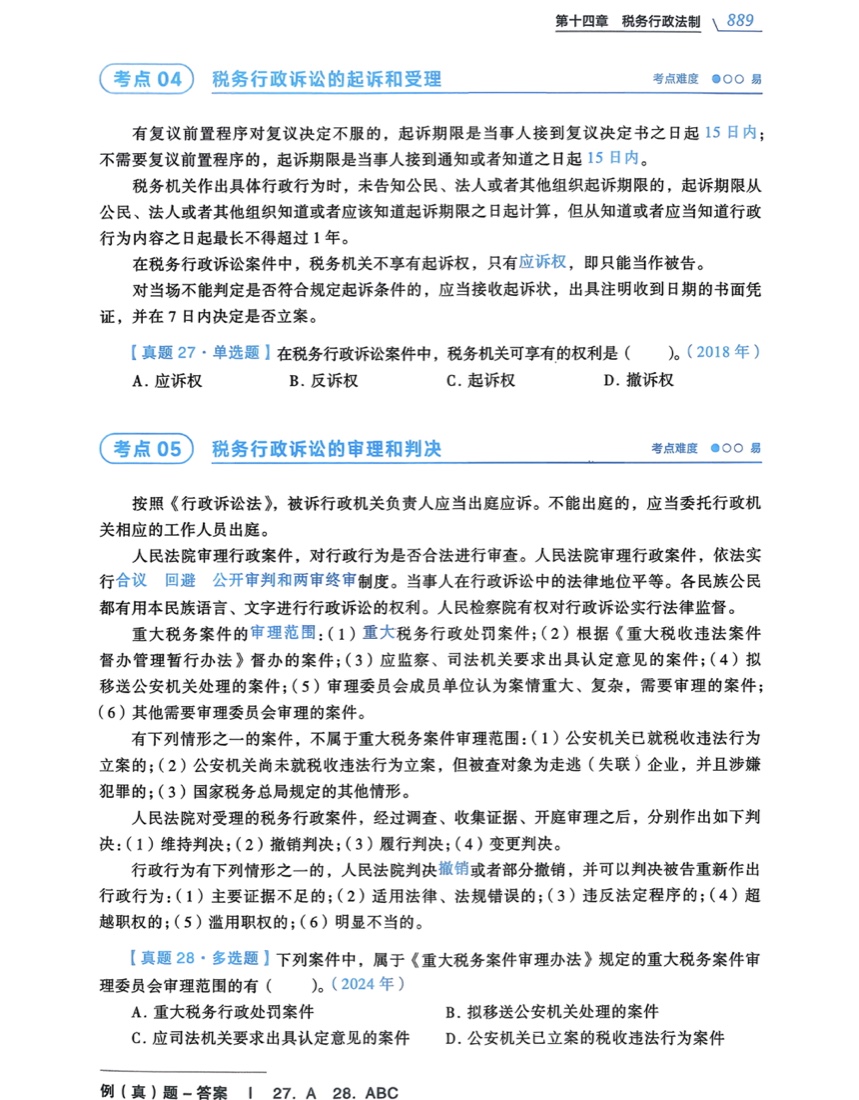 第十四章 税务行政法制 889
考点 04 税务行政诉讼的起诉和受理 考点难度 ●○○ 易
有复议前置程序对复议决定不服的，起诉期限是当事人接到复议决定书之日起 15 日内；
不需要复议前置程序的，起诉期限是当事人接到通知或者知道之日起 15 日内。
税务机关作出具体行政行为时，未告知公民、法人或者其他组织起诉期限的，起诉期限从
公民、法人或者其他组织知道或者应该知道起诉期限之日起计算，但从知道或者应当知道行政
行为内容之日起最长不得超过 1 年。
在税务行政诉讼案件中，税务机关不享有起诉权，只有应诉权，即只能当作被告。
对当场不能判定是否符合规定起诉条件的，应当接收起诉状，出具注明收到日期的书面凭
证，并在 7 日内决定是否立案。
【真题 27·单选题】在税务行政诉讼案件中，税务机关可享有的权利是（ ）。（2018 年）
A. 应诉权 B. 反诉权 C. 起诉权 D. 撤诉权
考点 05 税务行政诉讼的审理和判决 考点难度 ●○○ 易
按照《行政诉讼法》，被诉行政机关负责人应当出庭应诉。不能出庭的，应当委托行政机
关相应的工作人员出庭。
人民法院审理行政案件，对行政行为是否合法进行审查。人民法院审理行政案件，依法实
行合议 回避 公开审判和两审终审制度。当事人在行政诉讼中的法律地位平等。各民族公民
都有用本民族语言、文字进行行政诉讼的权利。人民检察院有权对行政诉讼实行法律监督。
重大税务案件的审理范围：（1）重大税务行政处罚案件；（2）根据《重大税收违法案件
督办管理暂行办法》督办的案件；（3）应监察、司法机关要求出具认定意见的案件；（4）拟
移送公安机关处理的案件；（5）审理委员会成员单位认为案情重大、复杂，需要审理的案件；
（6）其他需要审理委员会审理的案件。
有下列情形之一的案件，不属于重大税务案件审理范围：（1）公安机关已就税收违法行为
立案的；（2）公安机关尚未就税收违法行为立案，但被查对象为走逃（失联）企业，并且涉嫌
犯罪的；（3）国家税务总局规定的其他情形。
人民法院对受理的税务行政案件，经过调查、收集证据、开庭审理之后，分别作出如下判
决：（1）维持判决；（2）撤销判决；（3）履行判决；（4）变更判决。
行政行为有下列情形之一的，人民法院判决撤销或者部分撤销，并可以判决被告重新作出
行政行为：（1）主要证据不足的；（2）适用法律、法规错误的；（3）违反法定程序的；（4）超
越职权的；（5）滥用职权的；（6）明显不当的。
【真题 28·多选题】下列案件中，属于《重大税务案件审理办法》规定的重大税务案件审
理委员会审理范围的有（ ）。（2024 年）
A. 重大税务行政处罚案件 B. 拟移送公安机关处理的案件
C. 应司法机关要求出具认定意见的案件 D. 公安机关已立案的税收违法行为案件
例（真）题－答案 | 27. A 28. ABC